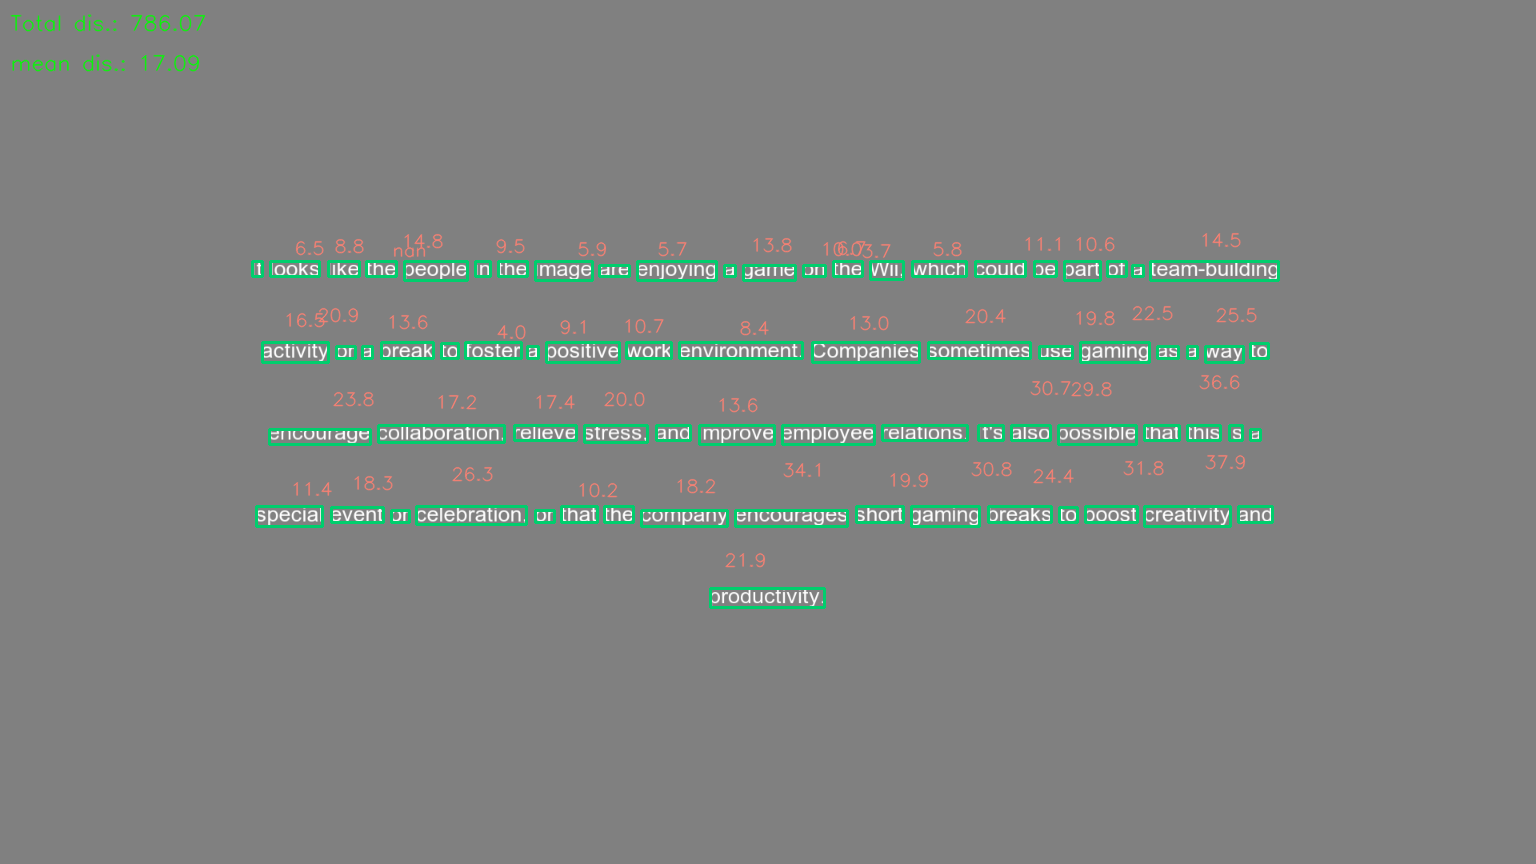 Total dis.: 786.07
mean dis.: 17.09
6.5 8.8 nan 14.8 9.5 5.9 5.7 13.8 10.0 6.7 3.7 5.8 11.1 10.6 14.5
It looks like the people in the image are enjoying a game on the Wii, which could be part of a team-building
16.5 20.9 13.6 4.0 9.1 10.7 8.4 13.0 20.4 19.8 22.5 25.5
activity or a break to foster a positive work environment. Companies sometimes use gaming as a way to
23.8 17.2 17.4 20.0 13.6 30.7 29.8 36.6
encourage collaboration, relieve stress, and improve employee relations. It's also possible that this is a
11.4 18.3 26.3 10.2 18.2 34.1 19.9 30.8 24.4 31.8 37.9
special event or celebration, or that the company encourages short gaming breaks to boost creativity and
21.9
productivity.